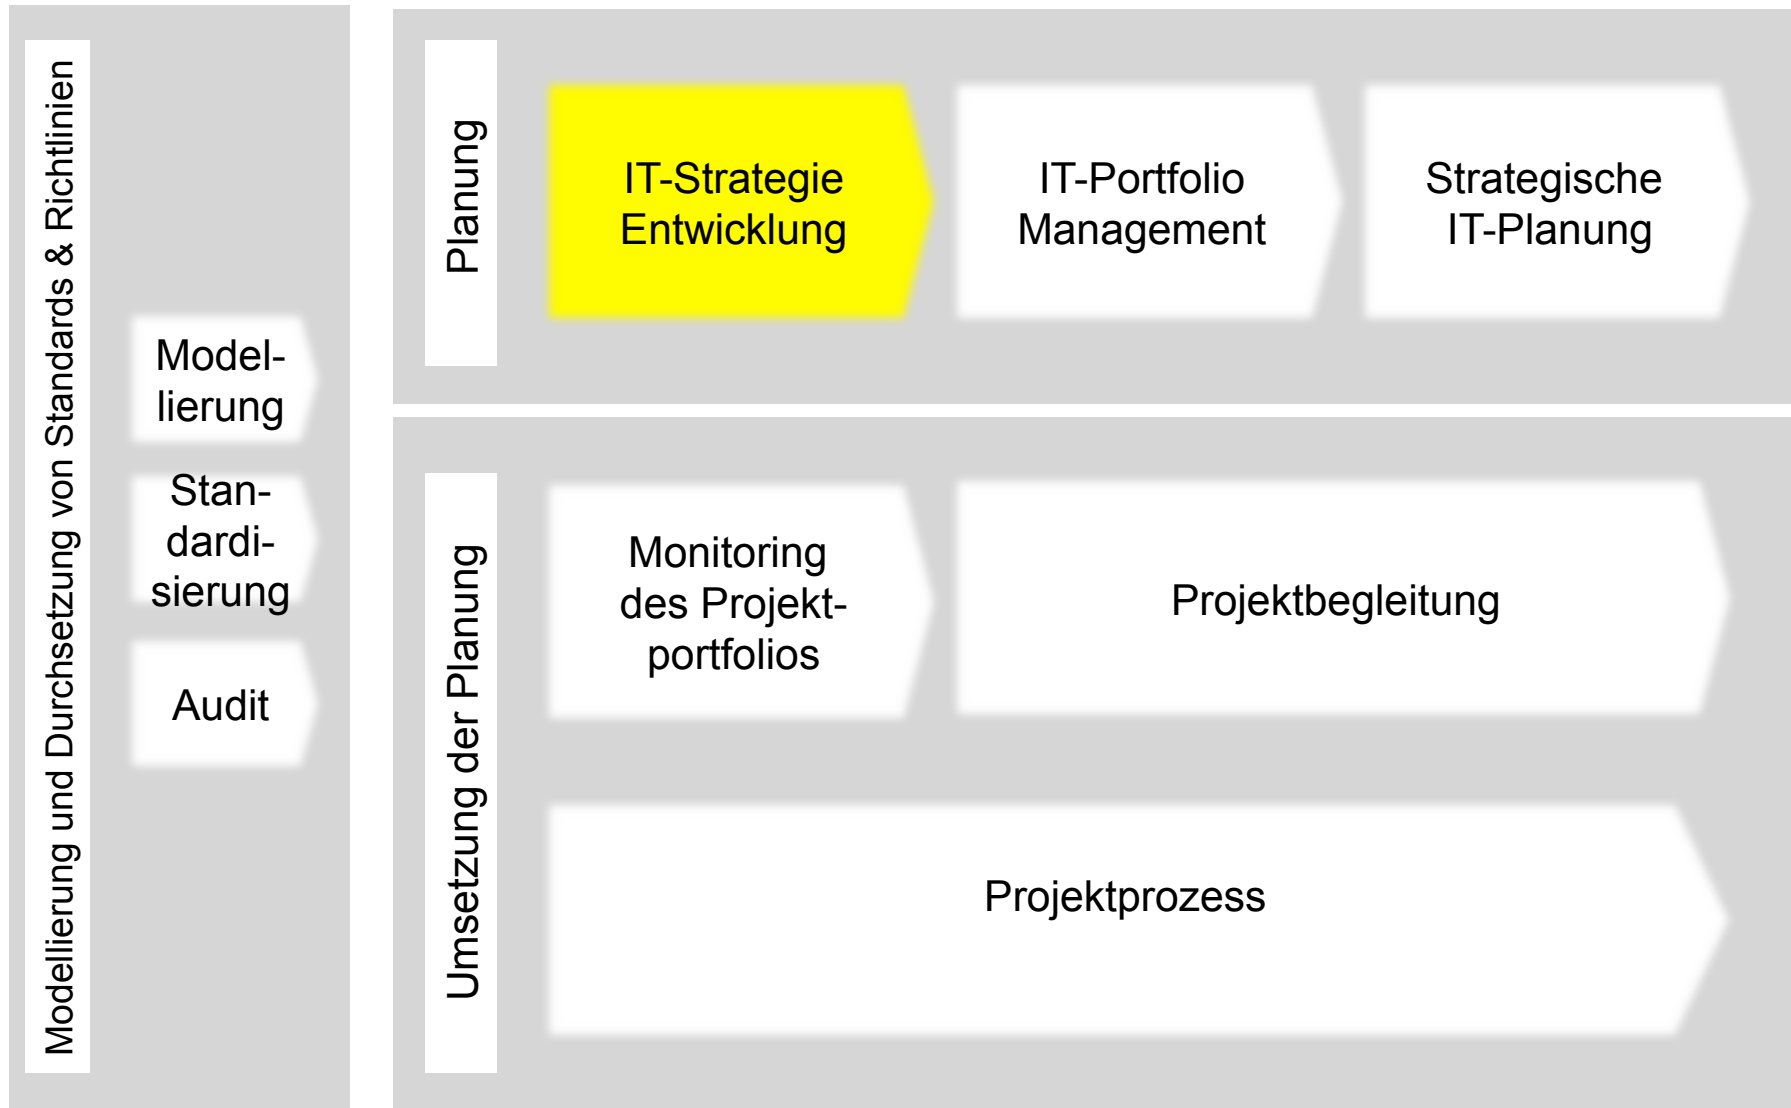 Modellierung und Durchsetzung von Standards & Richtlinien
Model-
lierung
Stan-
dardi-
sierung
Audit
Planung
IT-Strategie
Entwicklung
IT-Portfolio
Management
Strategische
IT-Planung
Umsetzung der Planung
Monitoring
des Projekt-
portfolios
Projektbegleitung
Projektprozess